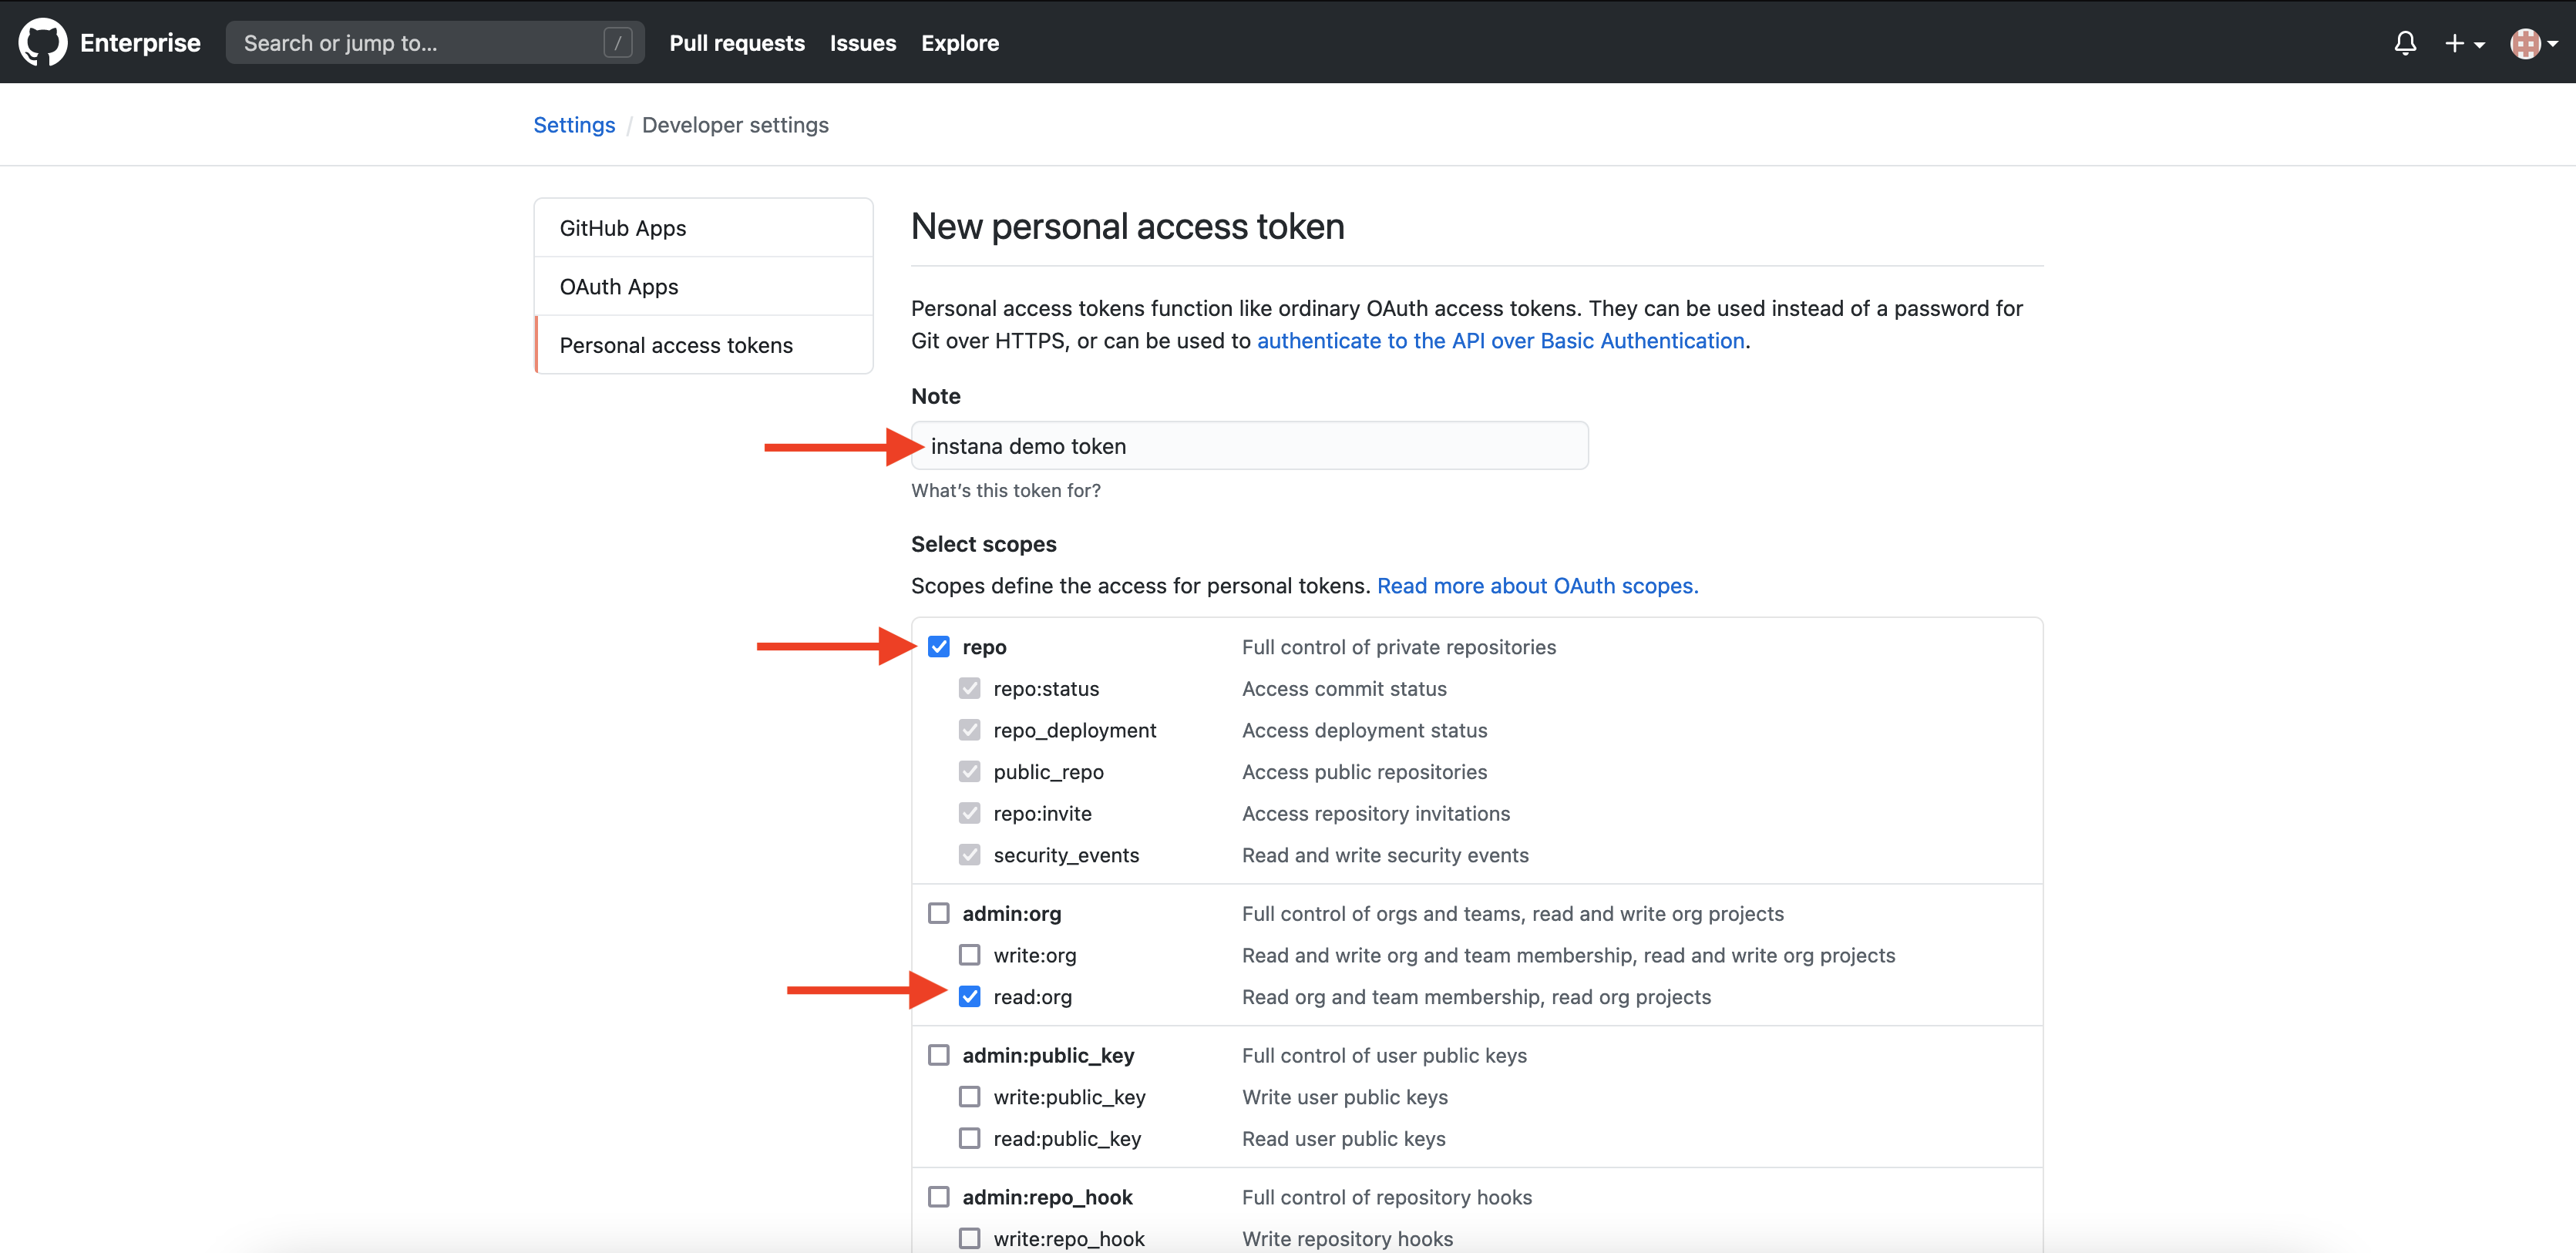 Enterprise
Search or jump to...
/
Pull requests
Issues
Explore
Settings / Developer settings
GitHub Apps
OAuth Apps
Personal access tokens
New personal access token
Personal access tokens function like ordinary OAuth access tokens. They can be used instead of a password for
Git over HTTPS, or can be used to authenticate to the API over Basic Authentication.
Note
instana demo token
What's this token for?
Select scopes
Scopes define the access for personal tokens. Read more about OAuth scopes.
repo Full control of private repositories
repo:status Access commit status
repo_deployment Access deployment status
public_repo Access public repositories
repo:invite Access repository invitations
security_events Read and write security events
admin:org Full control of orgs and teams, read and write org projects
write:org Read and write org and team membership, read and write org projects
read:org Read org and team membership, read org projects
admin:public_key Full control of user public keys
write:public_key Write user public keys
read:public_key Read user public keys
admin:repo_hook Full control of repository hooks
write:repo_hook Write repository hooks